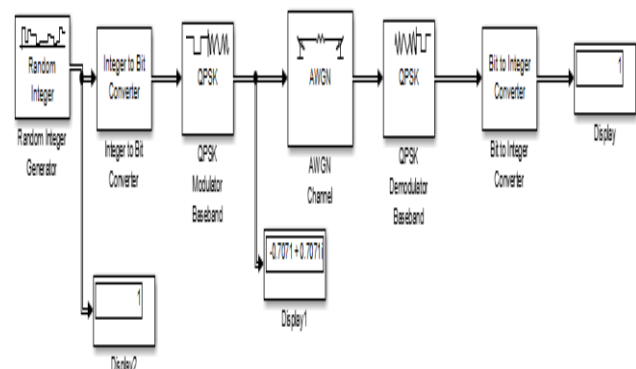 Random
Integer
Random Integer
Generator
Integer to Bit
Converter
Integer to Bit
Converter
QPSK
QPSK
Modulator
Baseband
AWGN
AWGN
Channel
QPSK
QPSK
Demodulator
Baseband
Bit to Integer
Converter
Bit to Integer
Converter
1
Display
-0.7071 + 0.7071i
Display1
1
Display2